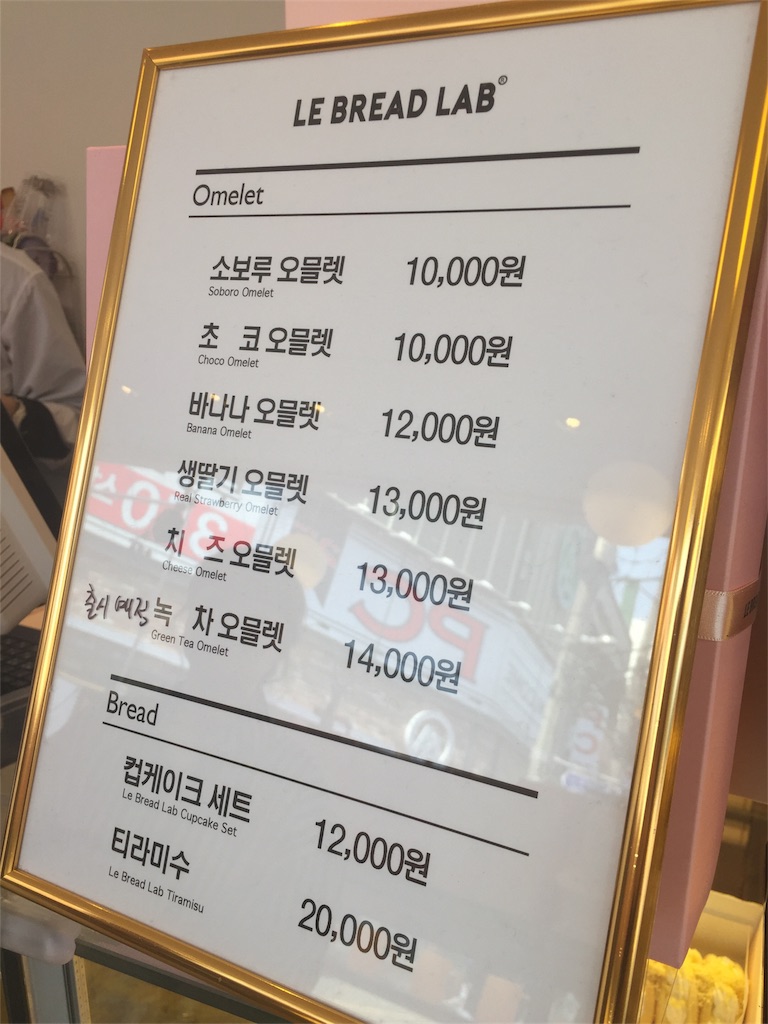 LE BREAD LAB®
Omelet
소보루 오믈렛 10,000원
Soboro Omelet
초 코 오믈렛 10,000원
Choco Omelet
바나나 오믈렛 12,000원
Banana Omelet
생딸기 오믈렛 13,000원
Real Strawberry Omelet
치 즈 오믈렛 13,000원
Cheese Omelet
출시 예정 녹 차 오믈렛 14,000원
Green Tea Omelet
Bread
컵케이크 세트 12,000원
Le Bread Lab Cupcake Set
티라미수 20,000원
Le Bread Lab Tiramisu
PC